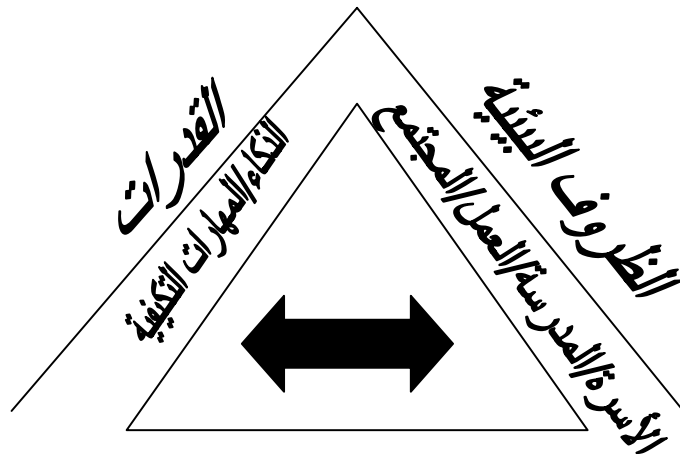 القدرات
الذكاء/المهارات التكيفية
الظروف البيئية
الأسرة/المدرسة/العمل/المجتمع